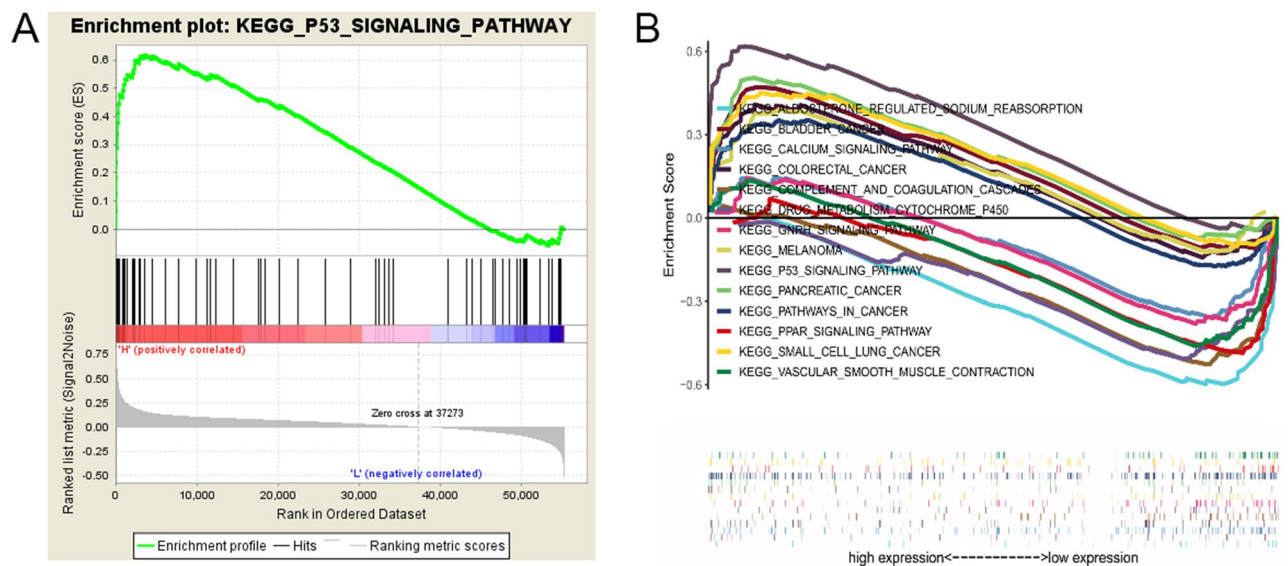 A
Enrichment plot: KEGG_P53_SIGNALING_PATHWAY
Enrichment score (ES)
0.6
0.5
0.4
0.3
0.2
0.1
0.0
'H' (positively correlated)
Ranked list metric (Signal2Noise)
0.75
0.50
0.25
0.00
-0.25
-0.50
Zero cross at 37273
'L' (negatively correlated)
0
10,000
20,000
30,000
40,000
50,000
Rank in Ordered Dataset
Enrichment profile
Hits
Ranking metric scores
B
Enrichment Score
0.6
0.3
0.0
−0.3
−0.6
KEGG_ALDOSTERONE_REGULATED_SODIUM_REABSORPTION
KEGG_BLADDER_CANCER
KEGG_CALCIUM_SIGNALING_PATHWAY
KEGG_COLORECTAL_CANCER
KEGG_COMPLEMENT_AND_COAGULATION_CASCADES
KEGG_DRUG_METABOLISM_CYTOCHROME_P450
KEGG_GNRH_SIGNALING_PATHWAY
KEGG_MELANOMA
KEGG_P53_SIGNALING_PATHWAY
KEGG_PANCREATIC_CANCER
KEGG_PATHWAYS_IN_CANCER
KEGG_PPAR_SIGNALING_PATHWAY
KEGG_SMALL_CELL_LUNG_CANCER
KEGG_VASCULAR_SMOOTH_MUSCLE_CONTRACTION
high expression<------------>low expression